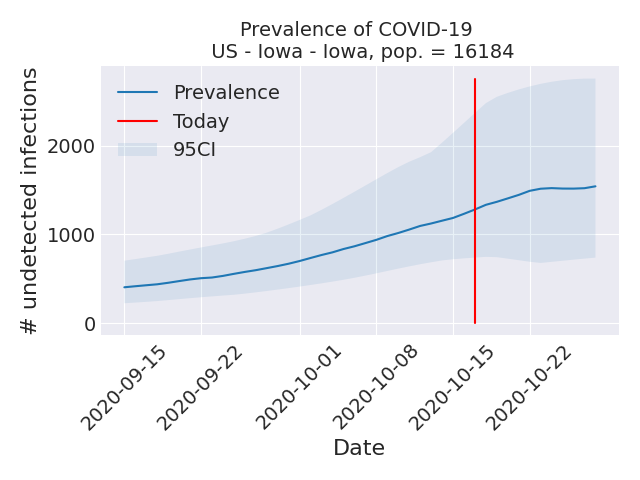 Prevalence of COVID-19
US - Iowa - Iowa, pop. = 16184
# undetected infections
2000
1000
0
Prevalence
Today
95CI
2020-09-15
2020-09-22
2020-10-01
2020-10-08
2020-10-15
2020-10-22
Date